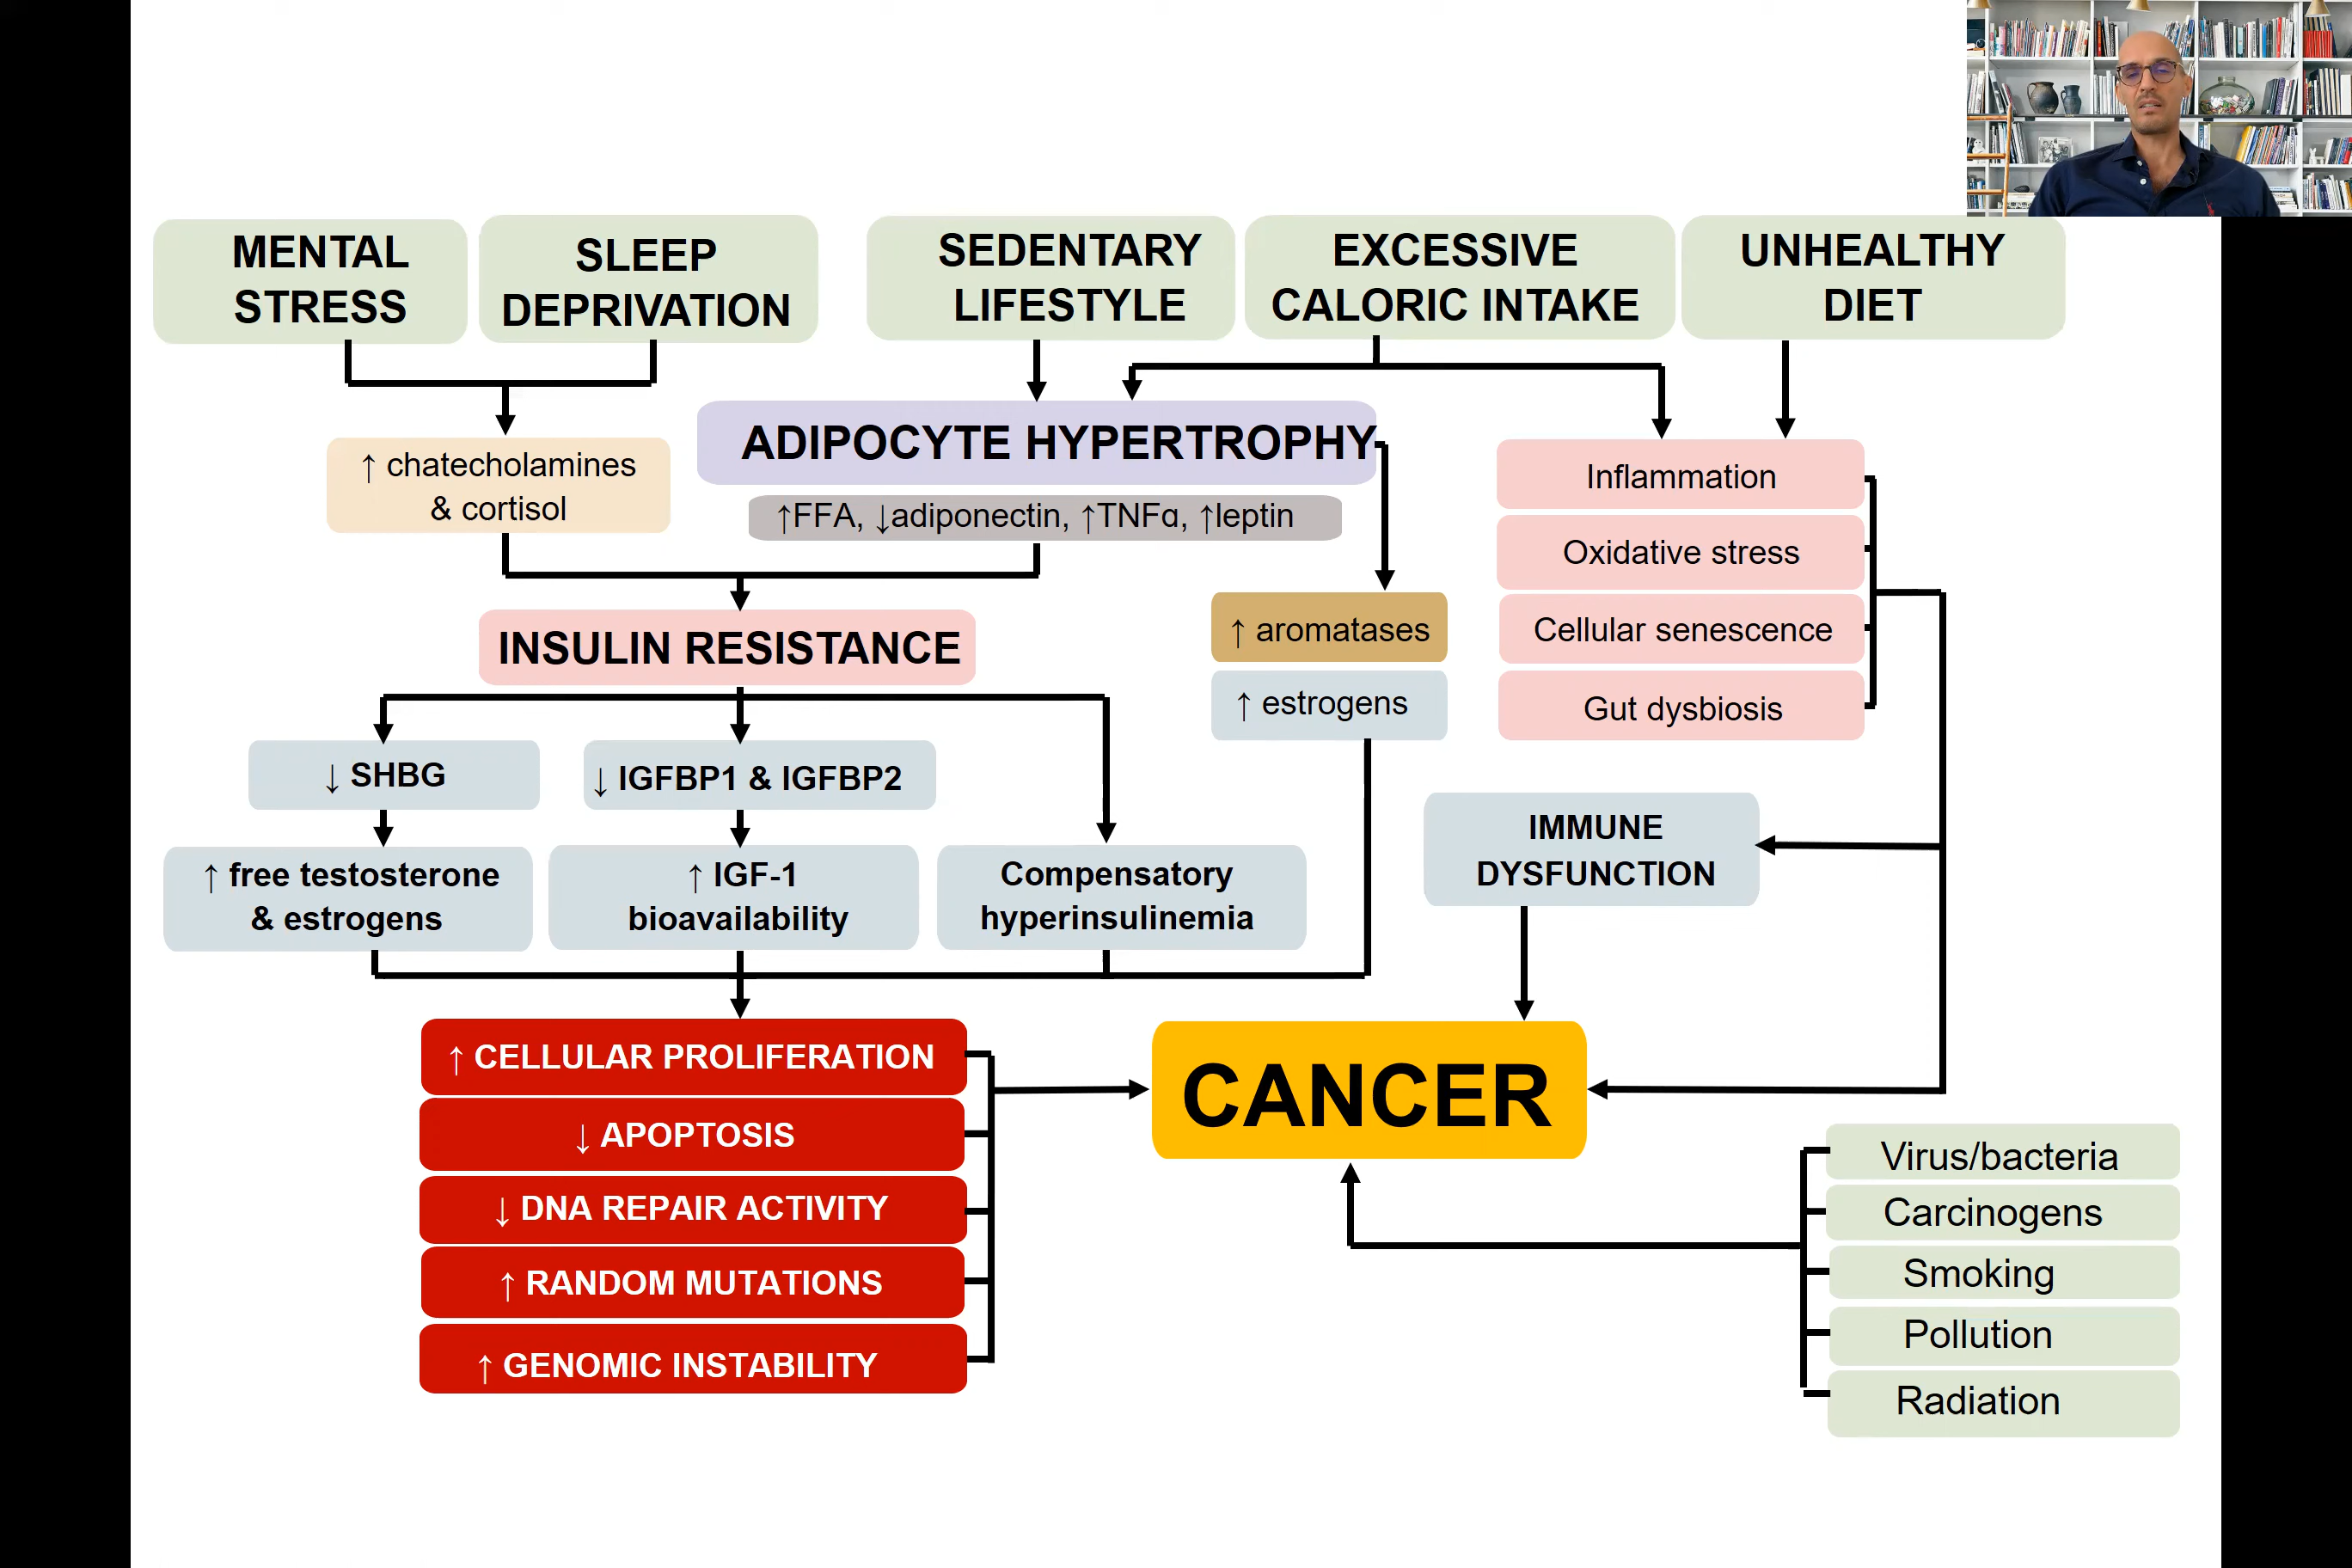 MENTAL
STRESS
SLEEP
DEPRIVATION
SEDENTARY
LIFESTYLE
EXCESSIVE
CALORIC INTAKE
UNHEALTHY
DIET
↑ chatecholamines
& cortisol
ADIPOCYTE HYPERTROPHY
↑FFA, ↓adiponectin, ↑TNFα, ↑leptin
Inflammation
Oxidative stress
Cellular senescence
Gut dysbiosis
INSULIN RESISTANCE
↑ aromatases
↑ estrogens
↓ SHBG
↓ IGFBP1 & IGFBP2
↑ free testosterone
& estrogens
↑ IGF-1
bioavailability
Compensatory
hyperinsulinemia
IMMUNE
DYSFUNCTION
↑ CELLULAR PROLIFERATION
↓ APOPTOSIS
↓ DNA REPAIR ACTIVITY
↑ RANDOM MUTATIONS
↑ GENOMIC INSTABILITY
CANCER
Virus/bacteria
Carcinogens
Smoking
Pollution
Radiation